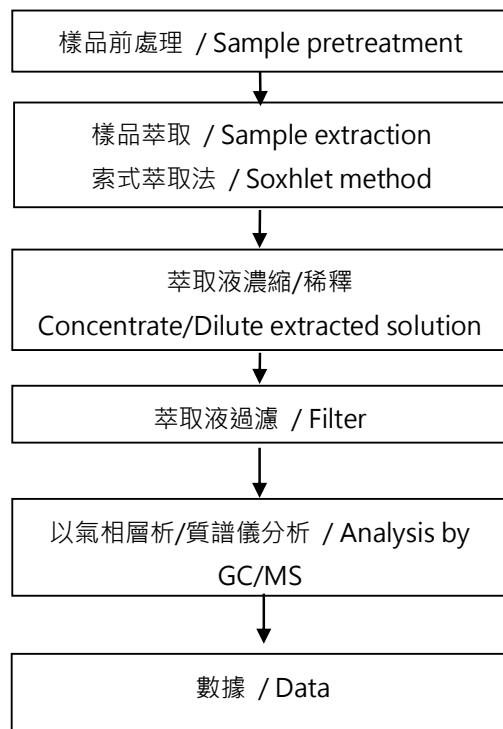 樣品前處理 / Sample pretreatment
樣品萃取 / Sample extraction
索式萃取法 / Soxhlet method
萃取液濃縮/稀釋
Concentrate/Dilute extracted solution
萃取液過濾 / Filter
以氣相層析/質譜儀分析 / Analysis by
GC/MS
數據 / Data